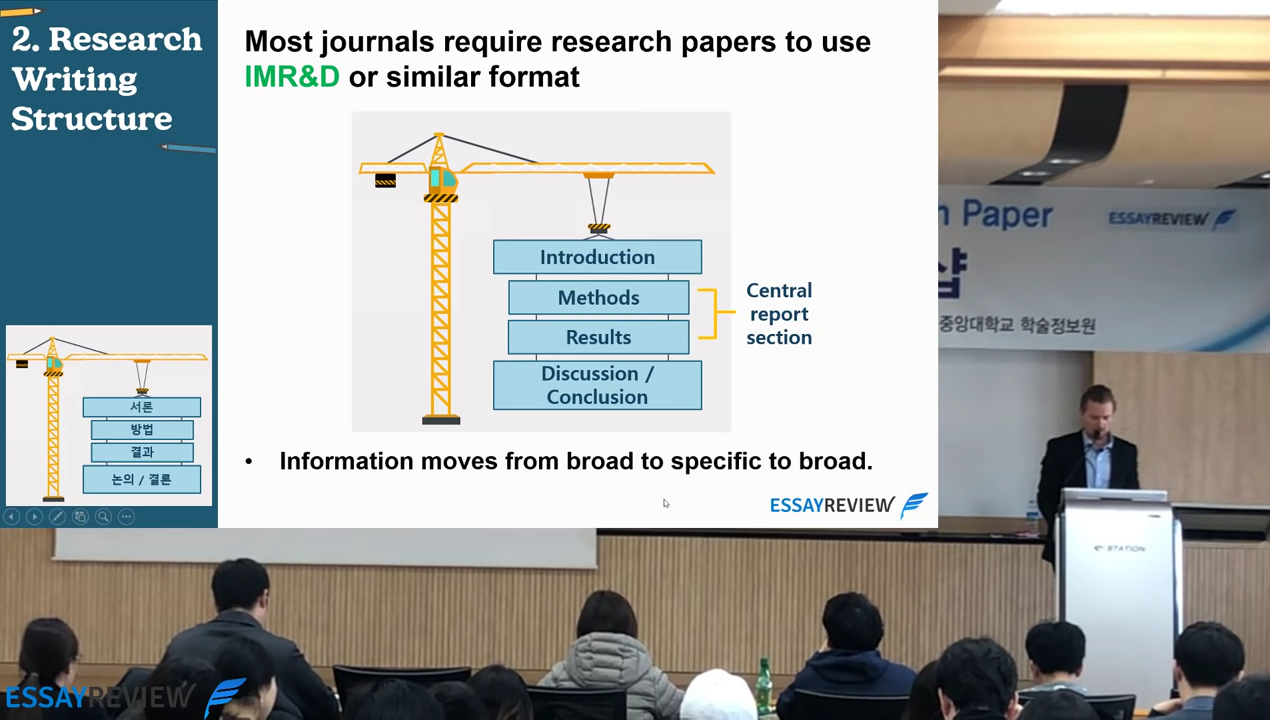 2. Research
Writing
Structure
서론
방법
결과
논의 / 결론
Most journals require research papers to use
IMR&D or similar format
Introduction
Methods
Results
Discussion /
Conclusion
Central
report
section
• Information moves from broad to specific to broad.
ESSAYREVIEW
Paper
ESSAYREVIEW
샵
중앙대학교 학술정보원
STATION
ESSAYREVIEW